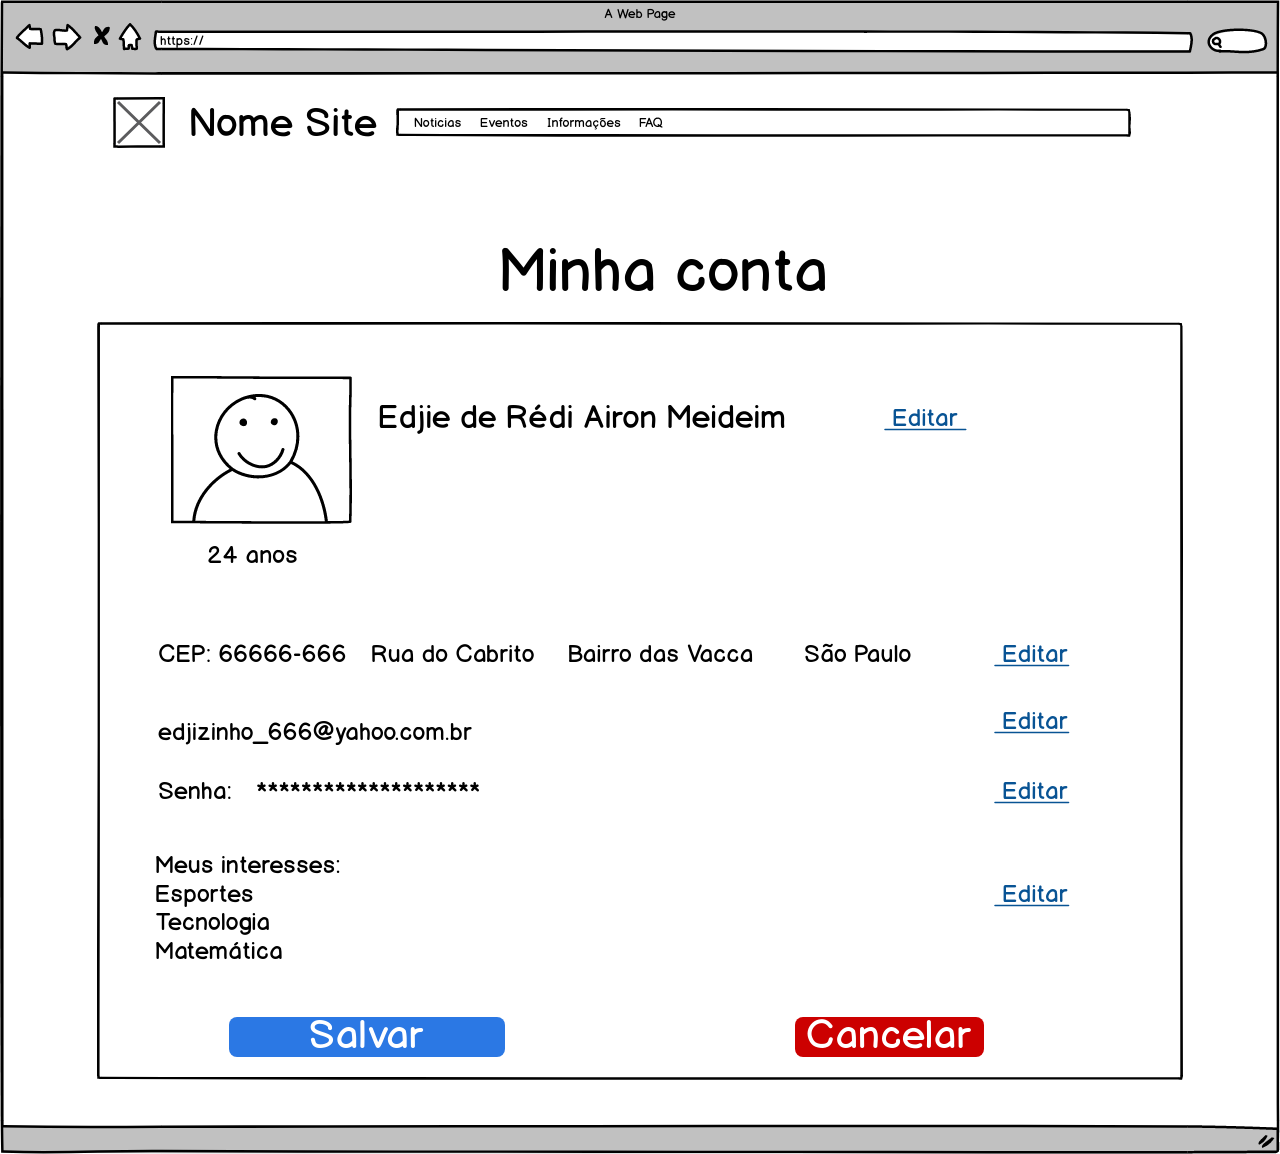 A Web Page
https://
Nome Site
Noticias Eventos Informações FAQ
Minha conta
Edjie de Rédi Airon Meideim Editar
24 anos
CEP: 66666-666 Rua do Cabrito Bairro das Vacca São Paulo Editar
edjizinho_666@yahoo.com.br Editar
Senha: ******************** Editar
Meus interesses:
Esportes Editar
Tecnologia
Matemática
Salvar Cancelar